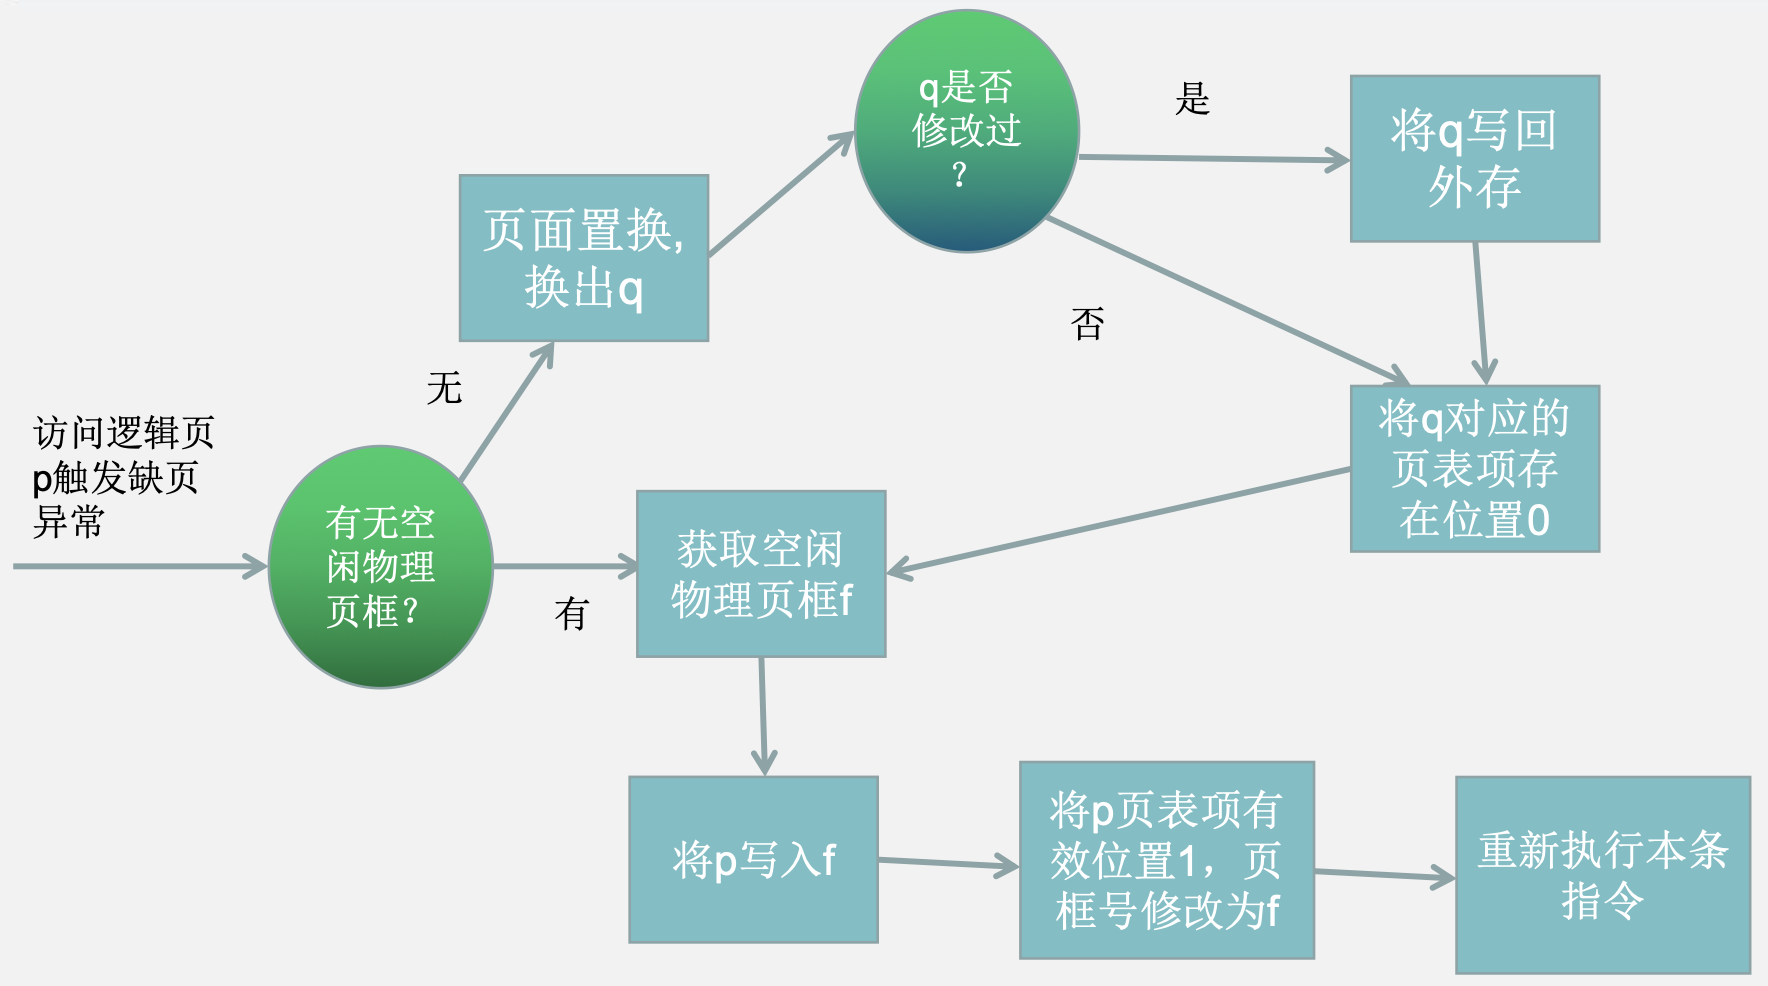 访问逻辑页
p触发缺页
异常
有无空
闲物理
页框？
无
有
页面置换,
换出q
q是否
修改过
？
是
否
将q写回
外存
将q对应的
页表项存
在位置0
获取空闲
物理页框f
将p写入f
将p页表项有
效位置1，页
框号修改为f
重新执行本条
指令